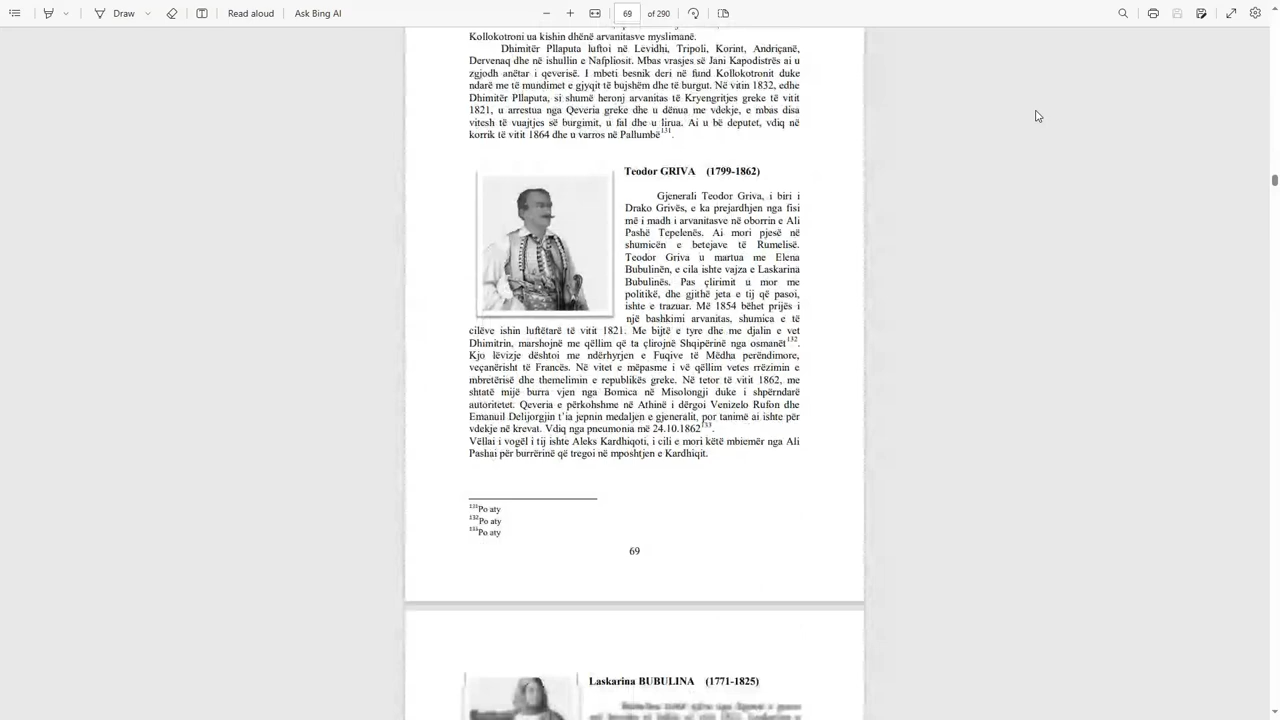 Draw
Read aloud
Ask Bing AI
69 of 290
Kollokotroni ua kishin dhënë arvanitasve myslimanë.
Dhimitër Pllaputa luftoi në Levidhi, Tripoli, Korint, Andriçanë,
Dervenaq dhe në ishullin e Nafpliosit. Mbas vrasjes së Jani Kapodistrës ai u
zgjodh anëtar i qeverisë. I mbeti besnik deri në fund Kollokotronit duke
ndarë me të mundimet e gjyqit të bujshëm dhe të burgut. Në vitin 1832, edhe
Dhimitër Pllaputa, si shumë heronj arvanitas të Kryengritjes greke të vitit
1821, u arrestua nga Qeveria greke dhe u dënua me vdekje, e mbas disa
vitesh të vuajtjes së burgimit, u fal dhe u lirua. Ai u bë deputet, vdiq në
korrik të vitit 1864 dhe u varros në Pallumbë131.
Teodor GRIVA (1799-1862)
Gjenerali Teodor Griva, i biri i
Drako Grivës, e ka prejardhjen nga fisi
më i madh i arvanitasve në oborrin e Ali
Pashë Tepelenës. Ai mori pjesë në
shumicën e betejave të Rumelisë.
Teodor Griva u martua me Elena
Bubulinën, e cila ishte vajza e Laskarina
Bubulinës. Pas çlirimit u mor me
politikë, dhe gjithë jeta e tij që pasoi,
ishte e trazuar. Më 1854 bëhet prijës i
një bashkimi arvanitas, shumica e të
cilëve ishin luftëtarë të vitit 1821. Me bijtë e tyre dhe me djalin e vet
Dhimitrin, marshojnë me qëllim që ta çlirojnë Shqipërinë nga osmanët132.
Kjo lëvizje dështoi me ndërhyrjen e Fuqive të Mëdha perëndimore,
veçanërisht të Francës. Në vitet e mëpasme i vë qëllim vetes rrëzimin e
mbretërisë dhe themelimin e republikës greke. Në tetor të vitit 1862, me
shtatë mijë burra vjen nga Bomica në Misolongji duke i shpërndarë
autoritetet. Qeveria e përkohshme në Athinë i dërgoi Venizelo Rufon dhe
Emanuil Delijorgjin t'ia jepnin medaljen e gjeneralit, por tanimë ai ishte për
vdekje në krevat. Vdiq nga pneumonia më 24.10.1862133.
Vëllai i vogël i tij ishte Aleks Kardhiqoti, i cili e mori këtë mbiemër nga Ali
Pashai për burrërinë që tregoi në mposhtjen e Kardhiqit.
131Po aty
132Po aty
133Po aty
69
Laskarina BUBULINA (1771-1825)